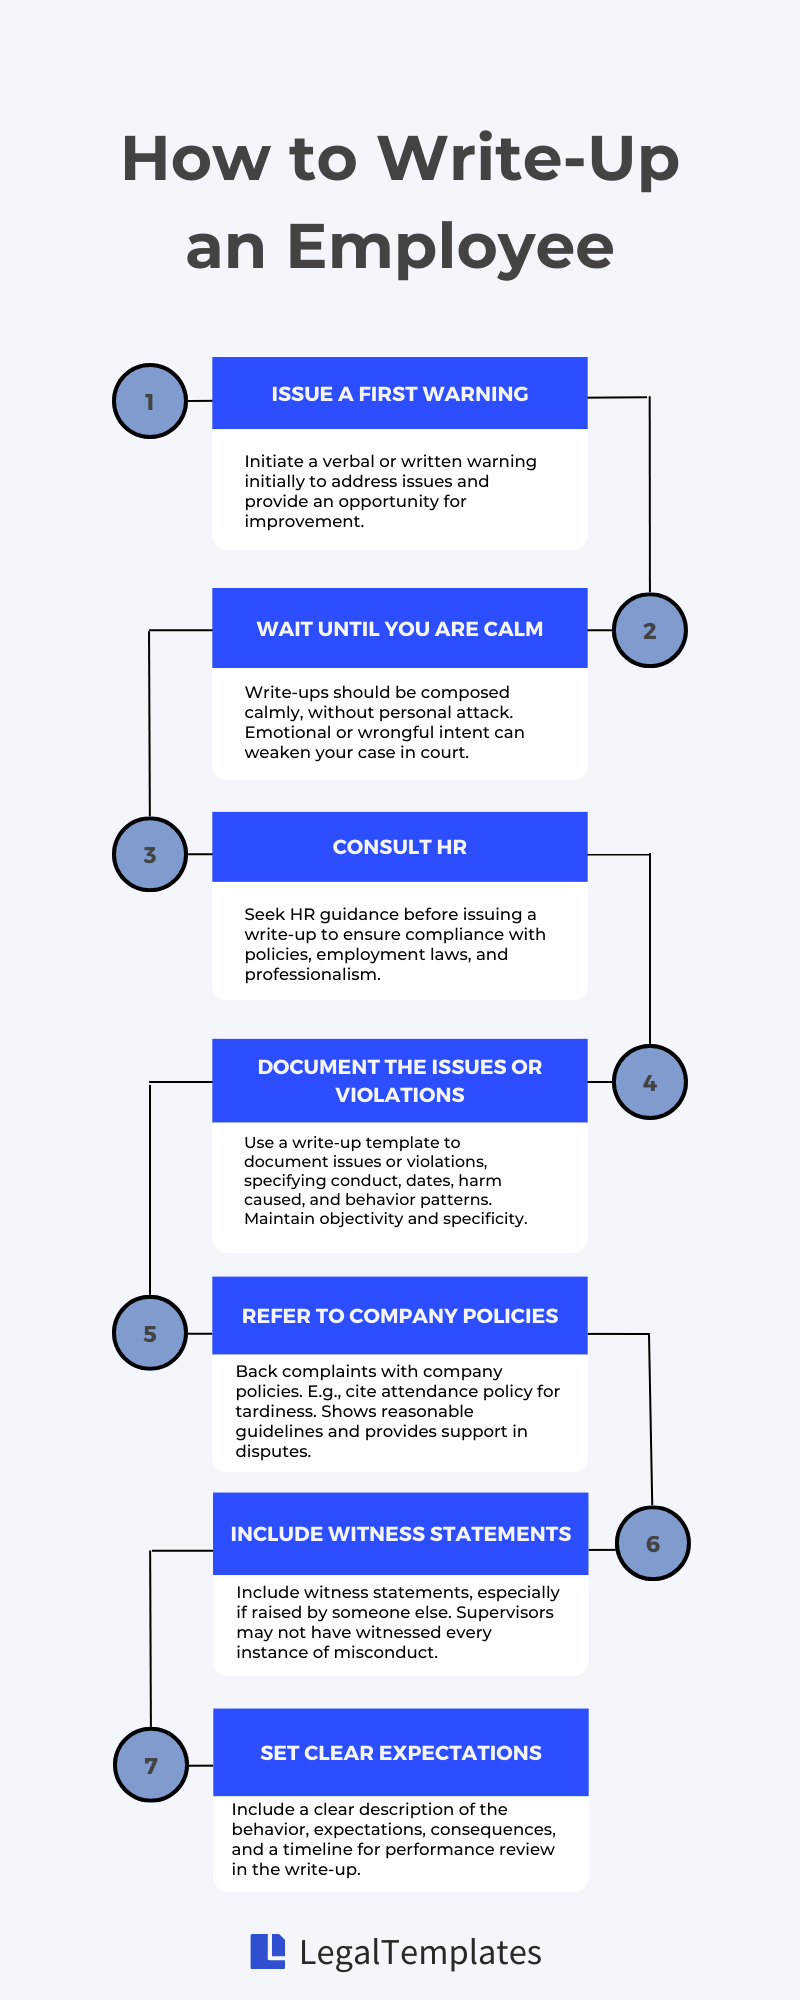 How to Write-Up
an Employee
1
ISSUE A FIRST WARNING
Initiate a verbal or written warning
initially to address issues and
provide an opportunity for
improvement.
WAIT UNTIL YOU ARE CALM
2
Write-ups should be composed
calmly, without personal attack.
Emotional or wrongful intent can
weaken your case in court.
3
CONSULT HR
Seek HR guidance before issuing a
write-up to ensure compliance with
policies, employment laws, and
professionalism.
DOCUMENT THE ISSUES OR
VIOLATIONS
4
Use a write-up template to
document issues or violations,
specifying conduct, dates, harm
caused, and behavior patterns.
Maintain objectivity and specificity.
5
REFER TO COMPANY POLICIES
Back complaints with company
policies. E.g., cite attendance policy for
tardiness. Shows reasonable
guidelines and provides support in
disputes.
INCLUDE WITNESS STATEMENTS
6
Include witness statements, especially
if raised by someone else. Supervisors
may not have witnessed every
instance of misconduct.
7
SET CLEAR EXPECTATIONS
Include a clear description of the
behavior, expectations, consequences,
and a timeline for performance review
in the write-up.
LegalTemplates